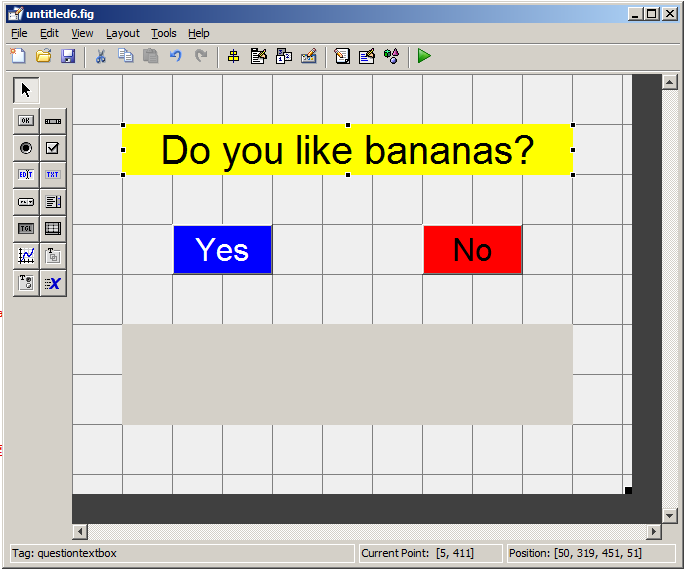 untitled6.fig
File Edit View Layout Tools Help
OK
EDIT TXT
TGL
Do you like bananas?
Yes No
Tag: questiontextbox Current Point: [5, 411] Position: [50, 319, 451, 51]